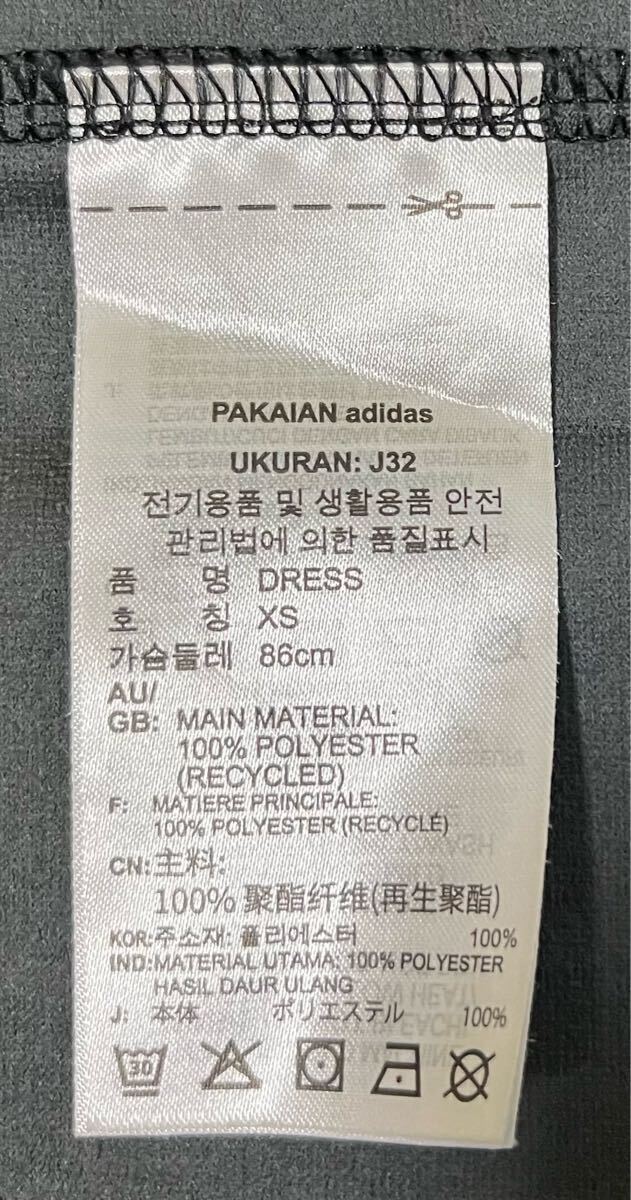 PAKAIAN adidas
UKURAN: J32
전기용품 및 생활용품 안전
관리법에 의한 품질표시
품 명 DRESS
호 칭 XS
가슴둘레 86cm
AU/
GB: MAIN MATERIAL:
100% POLYESTER
(RECYCLED)
F: MATIERE PRINCIPALE:
100% POLYESTER (RECYCLÉ)
CN:主料:
100% 聚酯纤维(再生聚酯)
KOR:주소재: 폴리에스터 100%
IND:MATERIAL UTAMA: 100% POLYESTER
HASIL DAUR ULANG
J: 本体 ポリエステル 100%
30